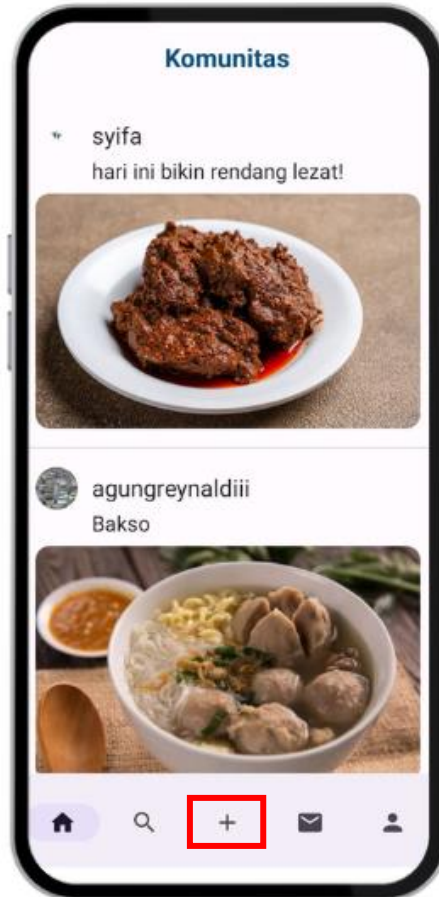 Komunitas
syifa
hari ini bikin rendang lezat!
agungreynaldiii
Bakso